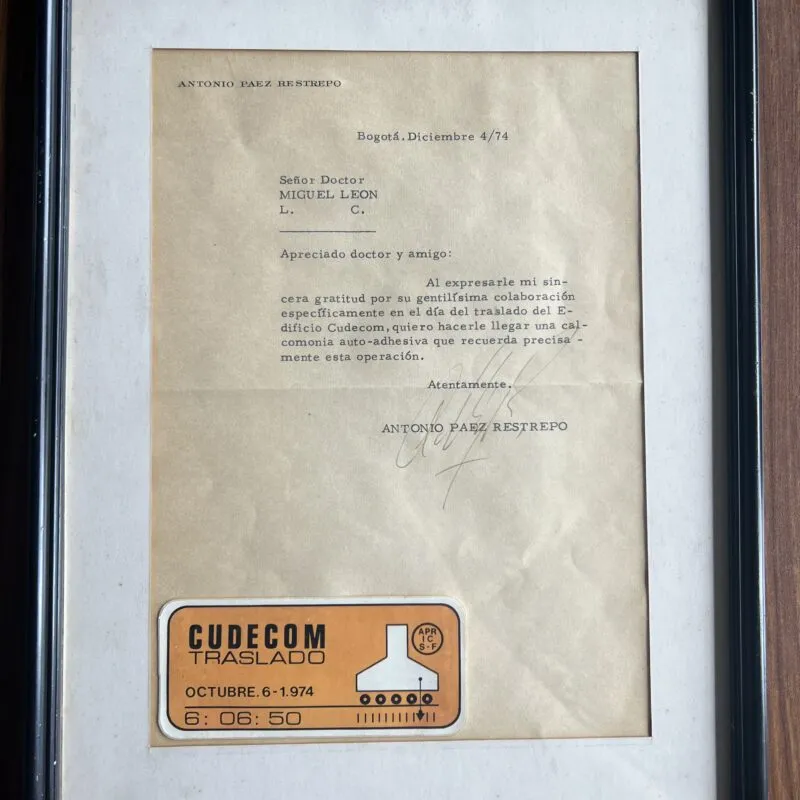 ANTONIO PAEZ RESTREPO
Bogotá.Diciembre 4/74
Señor Doctor
MIGUEL LEON
L. C.
Apreciado doctor y amigo:
Al expresarle mi sin-
cera gratitud por su gentilísima colaboración
específicamente en el día del traslado del E-
dificio Cudecom,quiero hacerle llegar una cal-
comonia auto-adhesiva que recuerda precisa-
mente esta operación.
Atentamente.
ANTONIO PAEZ RESTREPO
CUDECOM
TRASLADO
APR
IC
S-F
OCTUBRE.6-1.974
6: 06: 50